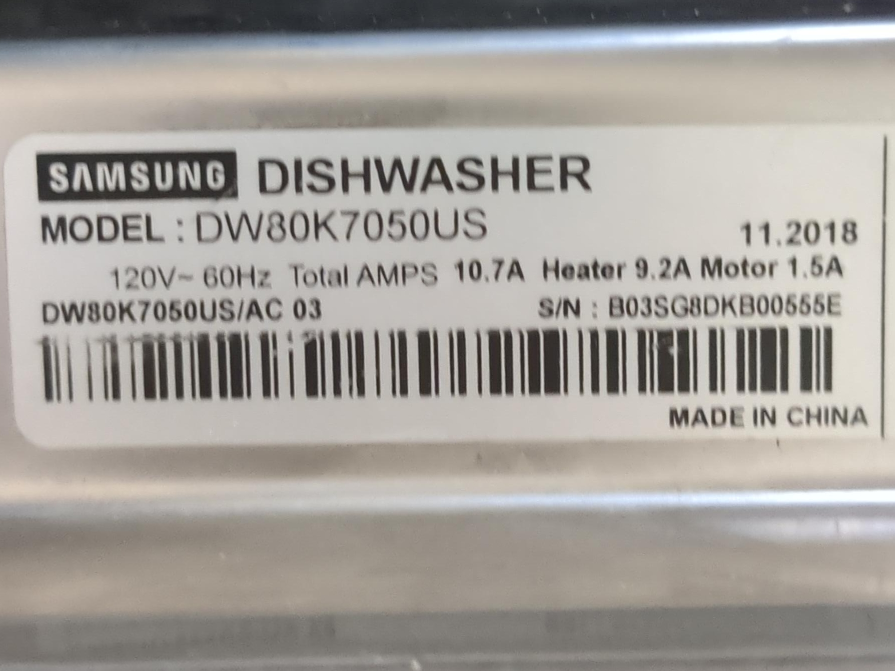 SAMSUNG DISHWASHER
MODEL : DW80K7050US 11.2018
120V~ 60Hz Total AMPS 10.7A Heater 9.2A Motor 1.5A
DW80K7050US/AC 03 S/N : B03SG8DKB00555E
MADE IN CHINA